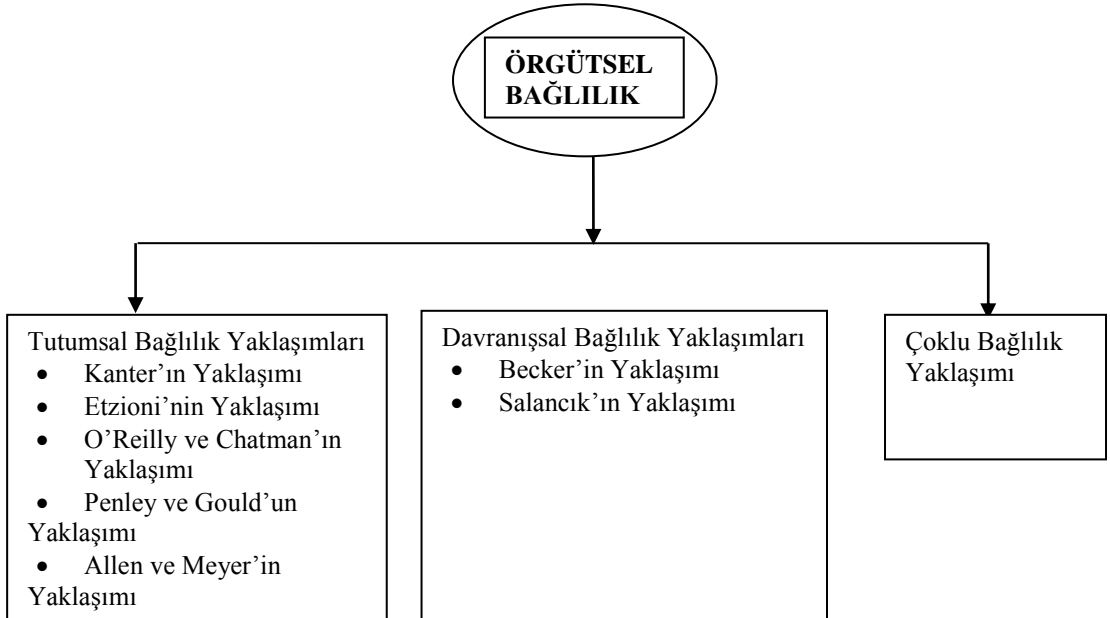 ÖRGÜTSEL
BAĞLILIK
Tutumsal Bağlılık Yaklaşımları
• Kanter’ın Yaklaşımı
• Etzioni’nin Yaklaşımı
• O’Reilly ve Chatman’ın
Yaklaşımı
• Penley ve Gould’un
Yaklaşımı
• Allen ve Meyer’in
Yaklaşımı
Davranışsal Bağlılık Yaklaşımları
• Becker’in Yaklaşımı
• Salancık’ın Yaklaşımı
Çoklu Bağlılık
Yaklaşımı